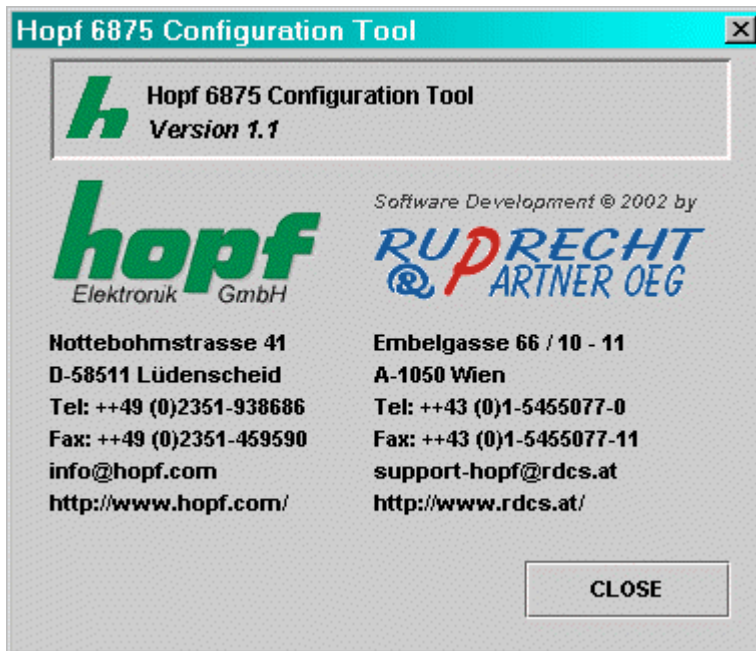 Hopf 6875 Configuration Tool
h
Hopf 6875 Configuration Tool
Version 1.1
hopf
Elektronik GmbH
Nottebohmstrasse 41
D-58511 Lüdenscheid
Tel: ++49 (0)2351-938686
Fax: ++49 (0)2351-459590
info@hopf.com
http://www.hopf.com/
Software Development © 2002 by
RUPRECHT
& PARTNER OEG
Embelgasse 66 / 10 - 11
A-1050 Wien
Tel: ++43 (0)1-5455077-0
Fax: ++43 (0)1-5455077-11
support-hopf@rdcs.at
http://www.rdcs.at/
CLOSE